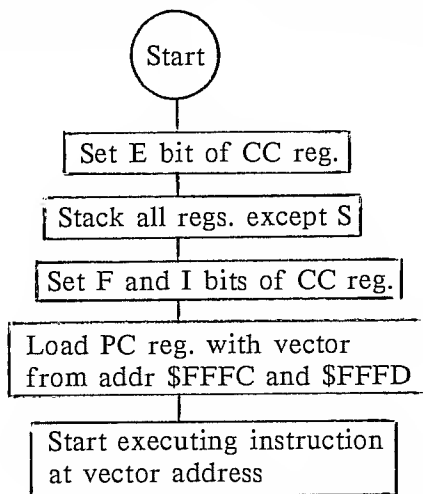 Start
Set E bit of CC reg.
Stack all regs. except S
Set F and I bits of CC reg.
Load PC reg. with vector
from addr $FFFC and $FFFD
Start executing instruction
at vector address